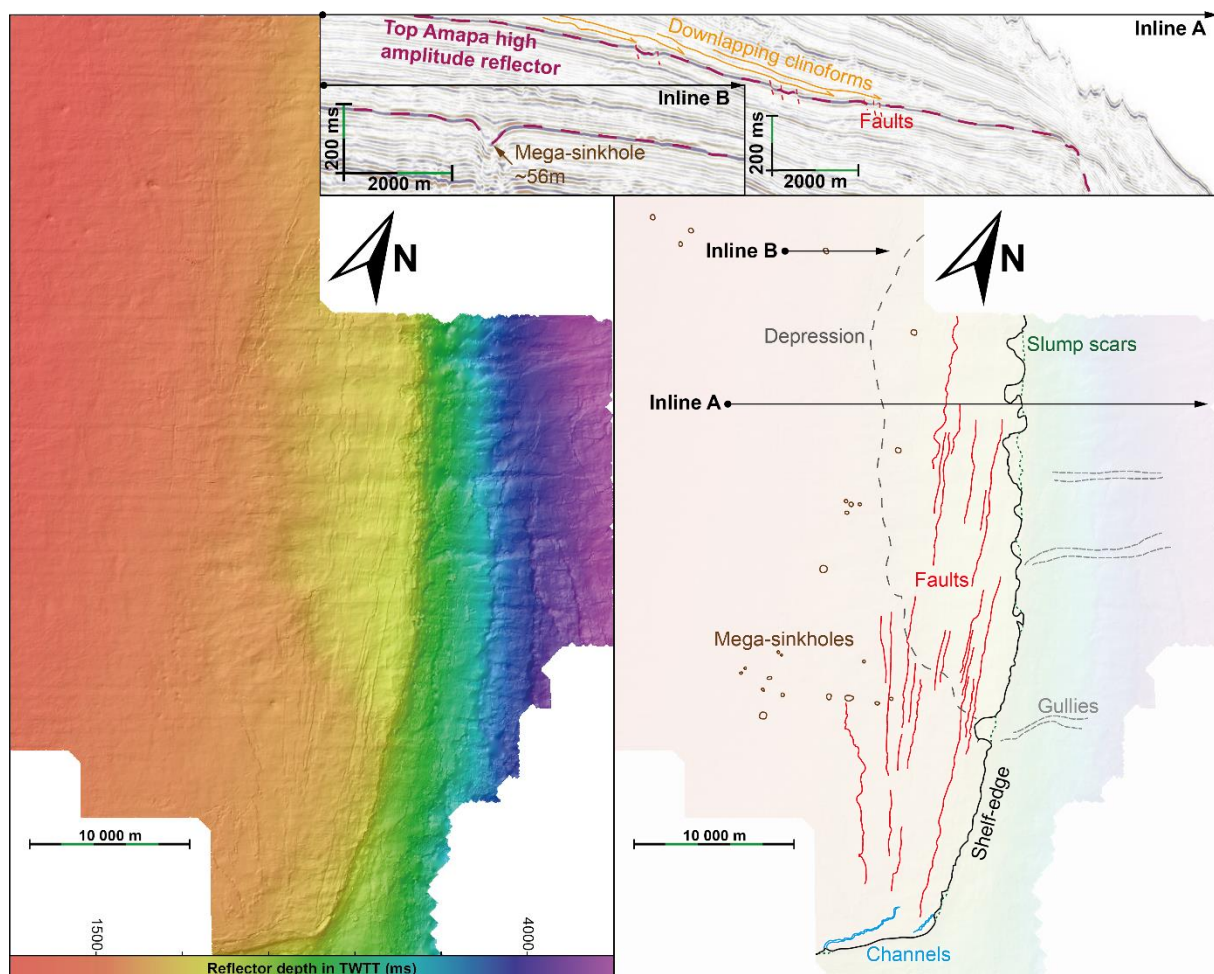 Inline A
Top Amapa high
amplitude reflector
Downlapping clinoforms
Inline B
Faults
200 ms
Mega-sinkhole
~56m
2000 m
200 ms
2000 m
N
10 000 m
1500
4000
Reflector depth in TWTT (ms)
N
Inline B
Depression
Slump scars
Inline A
Faults
Mega-sinkholes
Gullies
Shelf-edge
10 000 m
Channels